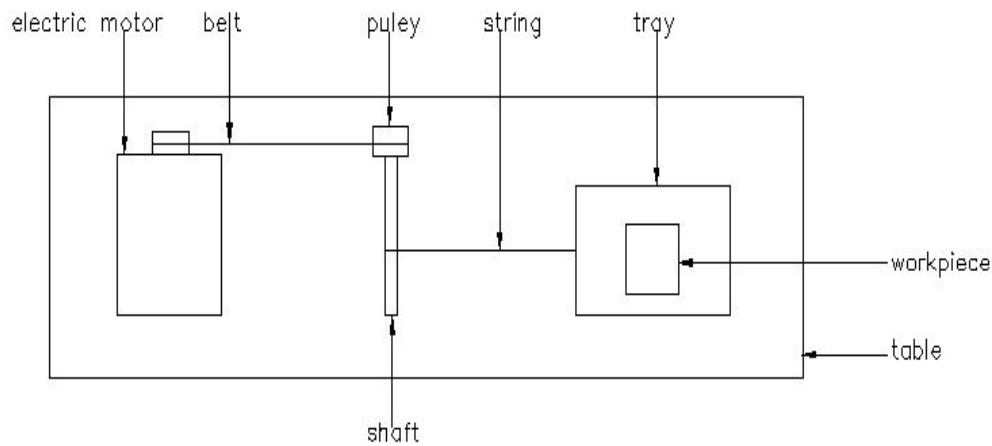 electric motor belt puley string tray
workpiece
table
shaft